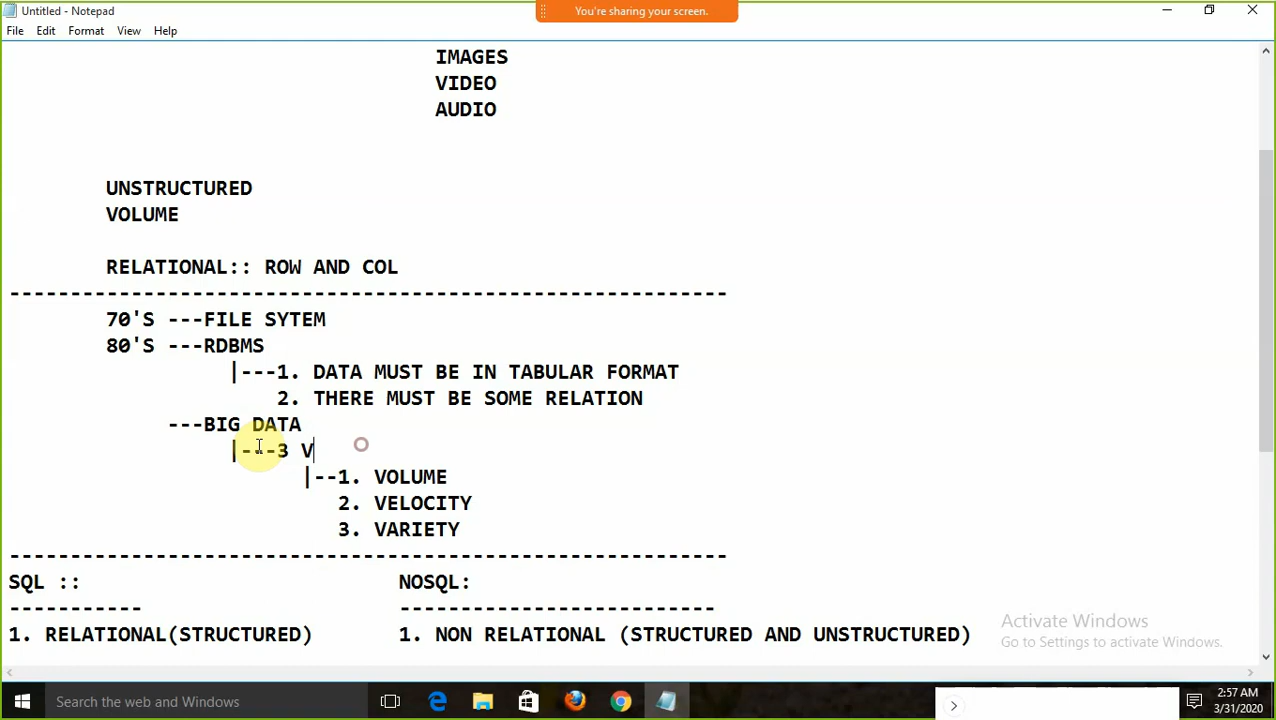 Untitled - Notepad
You're sharing your screen.
File Edit Format View Help
IMAGES
VIDEO
AUDIO
UNSTRUCTURED
VOLUME
RELATIONAL:: ROW AND COL
-----------------------------------------------------------
70'S ---FILE SYTEM
80'S ---RDBMS
|---1. DATA MUST BE IN TABULAR FORMAT
2. THERE MUST BE SOME RELATION
---BIG DATA
|---3 V
|--1. VOLUME
2. VELOCITY
3. VARIETY
-----------------------------------------------------------
SQL :: NOSQL:
----------- --------------------------
1. RELATIONAL(STRUCTURED) 1. NON RELATIONAL (STRUCTURED AND UNSTRUCTURED)
Activate Windows
Go to Settings to activate Windows.
Search the web and Windows
2:57 AM
3/31/2020